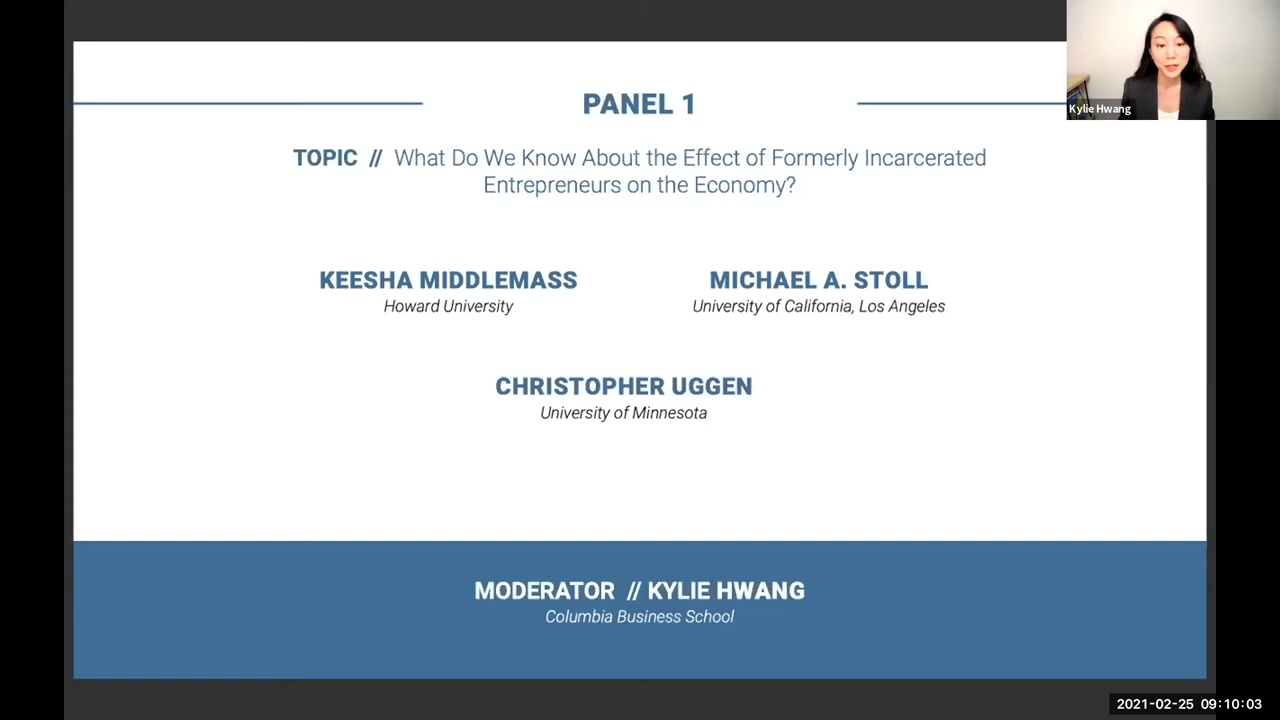 PANEL 1
Kylie Hwang
TOPIC // What Do We Know About the Effect of Formerly Incarcerated
Entrepreneurs on the Economy?
KEESHA MIDDLEMASS
Howard University
MICHAEL A. STOLL
University of California, Los Angeles
CHRISTOPHER UGGEN
University of Minnesota
MODERATOR // KYLIE HWANG
Columbia Business School
2021-02-25 09:10:03